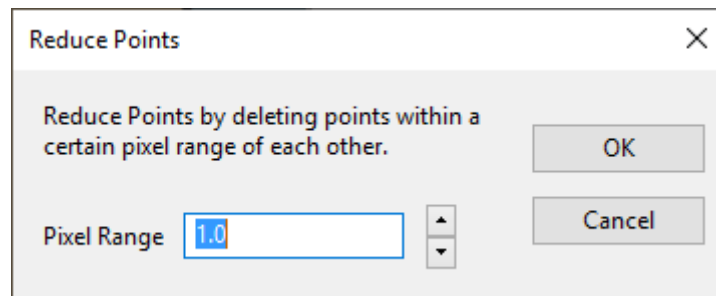 Reduce Points
Reduce Points by deleting points within a
certain pixel range of each other.
OK
Pixel Range 1.0
Cancel